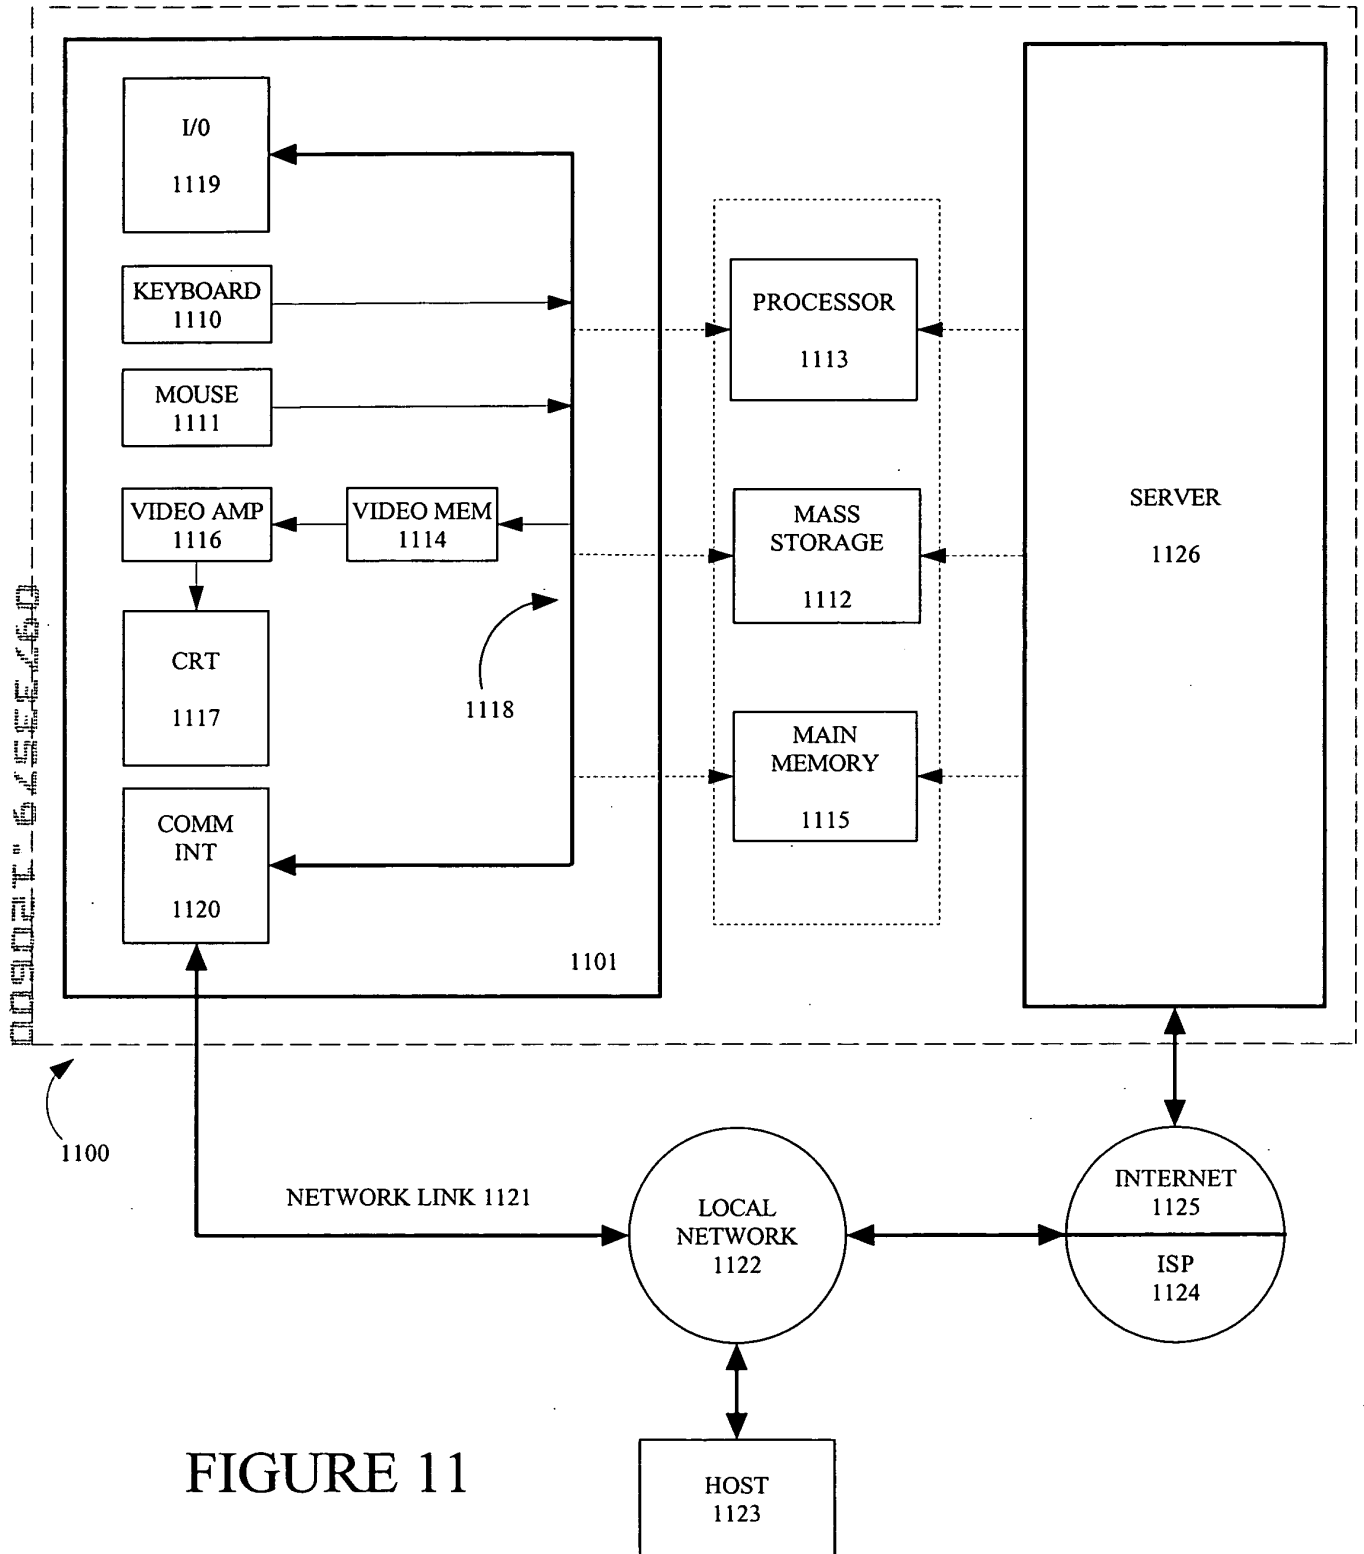 I/0
1119
KEYBOARD
1110
MOUSE
1111
VIDEO AMP
1116
VIDEO MEM
1114
CRT
1117
1118
COMM
INT
1120
1101
PROCESSOR
1113
MASS
STORAGE
1112
MAIN
MEMORY
1115
SERVER
1126
1100
NETWORK LINK 1121
LOCAL
NETWORK
1122
INTERNET
1125
ISP
1124
HOST
1123
FIGURE 11